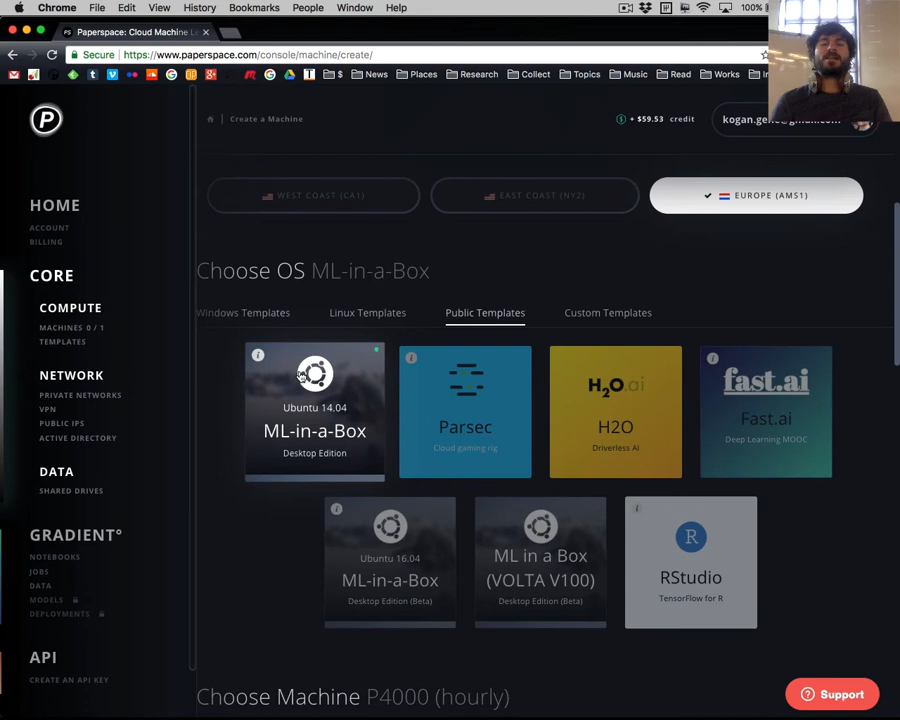 Chrome File Edit View History Bookmarks People Window Help 100%
Paperspace: Cloud Machine Le
Secure https://www.paperspace.com/console/machine/create/
$ News Places Research Collect Topics Music Read Works
P
Create a Machine + $59.53 credit
HOME
ACCOUNT
BILLING
CORE
COMPUTE
MACHINES 0 / 1
TEMPLATES
NETWORK
PRIVATE NETWORKS
VPN
PUBLIC IPS
ACTIVE DIRECTORY
DATA
SHARED DRIVES
GRADIENT°
NOTEBOOKS
JOBS
DATA
MODELS
DEPLOYMENTS
API
CREATE AN API KEY
WEST COAST (CA1) EAST COAST (NY2) EUROPE (AMS1)
Choose OS ML-in-a-Box
Windows Templates Linux Templates Public Templates Custom Templates
Ubuntu 14.04
ML-in-a-Box
Desktop Edition
Parsec
Cloud gaming rig
H2O.ai
H2O
Driverless AI
fast.ai
Fast.ai
Deep Learning MOOC
Ubuntu 16.04
ML-in-a-Box
Desktop Edition (Beta)
ML in a Box
(VOLTA V100)
Desktop Edition (Beta)
R
RStudio
TensorFlow for R
Choose Machine P4000 (hourly)
Support